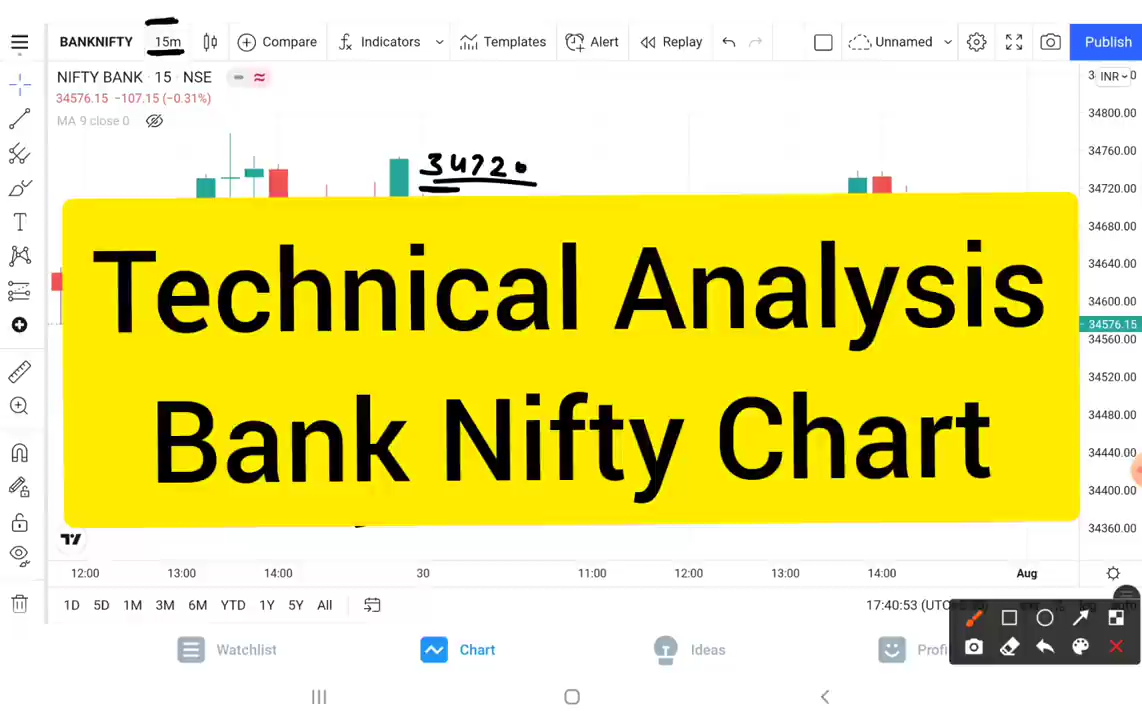 BANKNIFTY 15m Compare Indicators Templates Alert Replay Unnamed Publish
NIFTY BANK · 15 NSE
34576.15 −107.15 (−0.31%)
MA 9 close 0
INR
34800.00
34760.00
34720
34720.00
34680.00
34640.00
34600.00
34576.15
34560.00
34520.00
34480.00
34440.00
34400.00
34360.00
Technical Analysis
Bank Nifty Chart
12:00 13:00 14:00 30 11:00 12:00 13:00 14:00 Aug
1D 5D 1M 3M 6M YTD 1Y 5Y All 17:40:53
Watchlist Chart Ideas